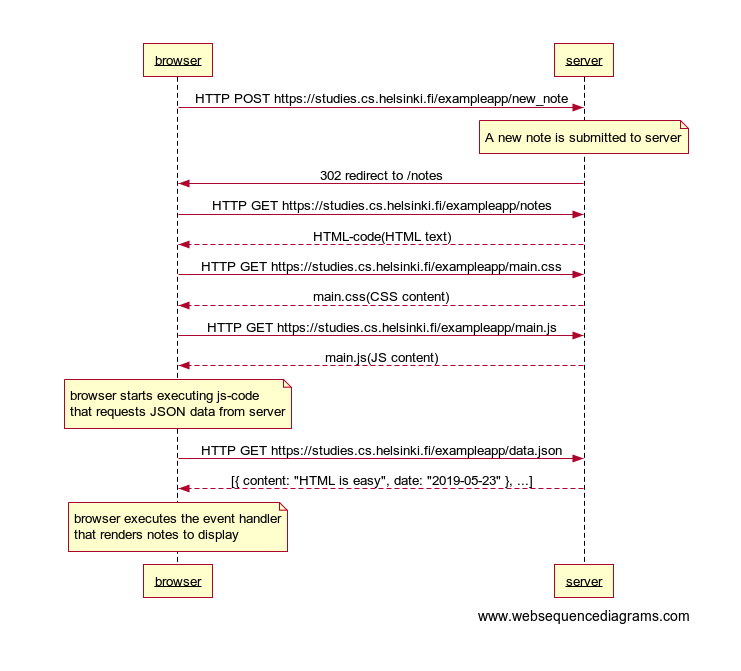 browser
server
HTTP POST https://studies.cs.helsinki.fi/exampleapp/new_note
A new note is submitted to server
302 redirect to /notes
HTTP GET https://studies.cs.helsinki.fi/exampleapp/notes
HTML-code(HTML text)
HTTP GET https://studies.cs.helsinki.fi/exampleapp/main.css
main.css(CSS content)
HTTP GET https://studies.cs.helsinki.fi/exampleapp/main.js
main.js(JS content)
browser starts executing js-code
that requests JSON data from server
HTTP GET https://studies.cs.helsinki.fi/exampleapp/data.json
[{ content: "HTML is easy", date: "2019-05-23" }, ...]
browser executes the event handler
that renders notes to display
browser
server
www.websequencediagrams.com